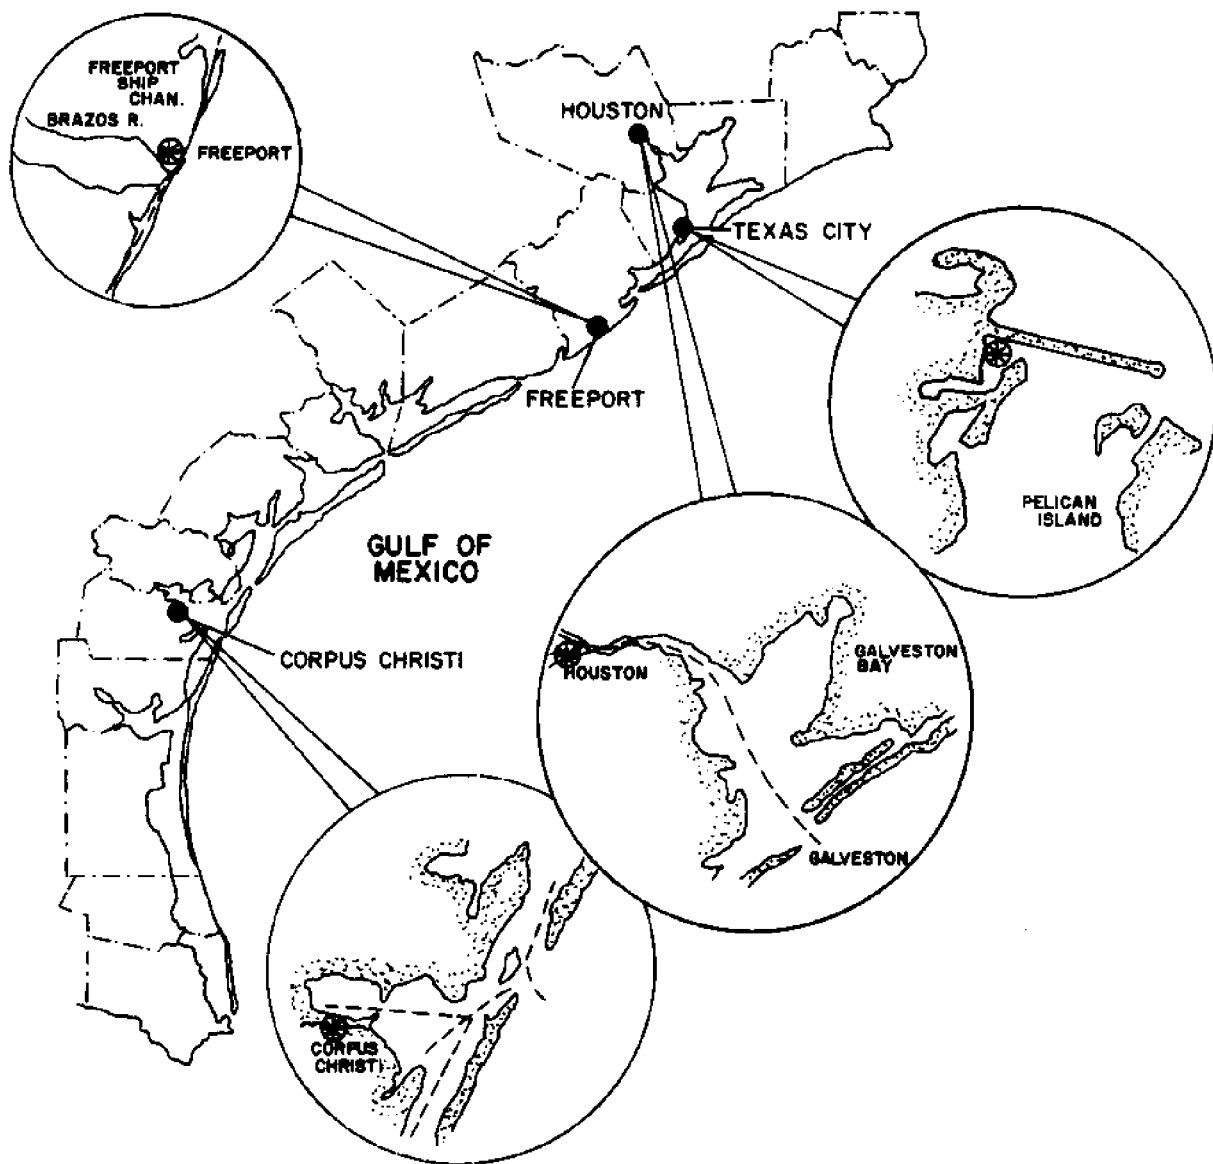 FREEPORT
SHIP
CHAN.
BRAZOS R.
FREEPORT
HOUSTON
TEXAS CITY
FREEPORT
PELICAN
ISLAND
GULF OF
MEXICO
CORPUS CHRISTI
HOUSTON
GALVESTON
BAY
GALVESTON
CORPUS
CHRISTI